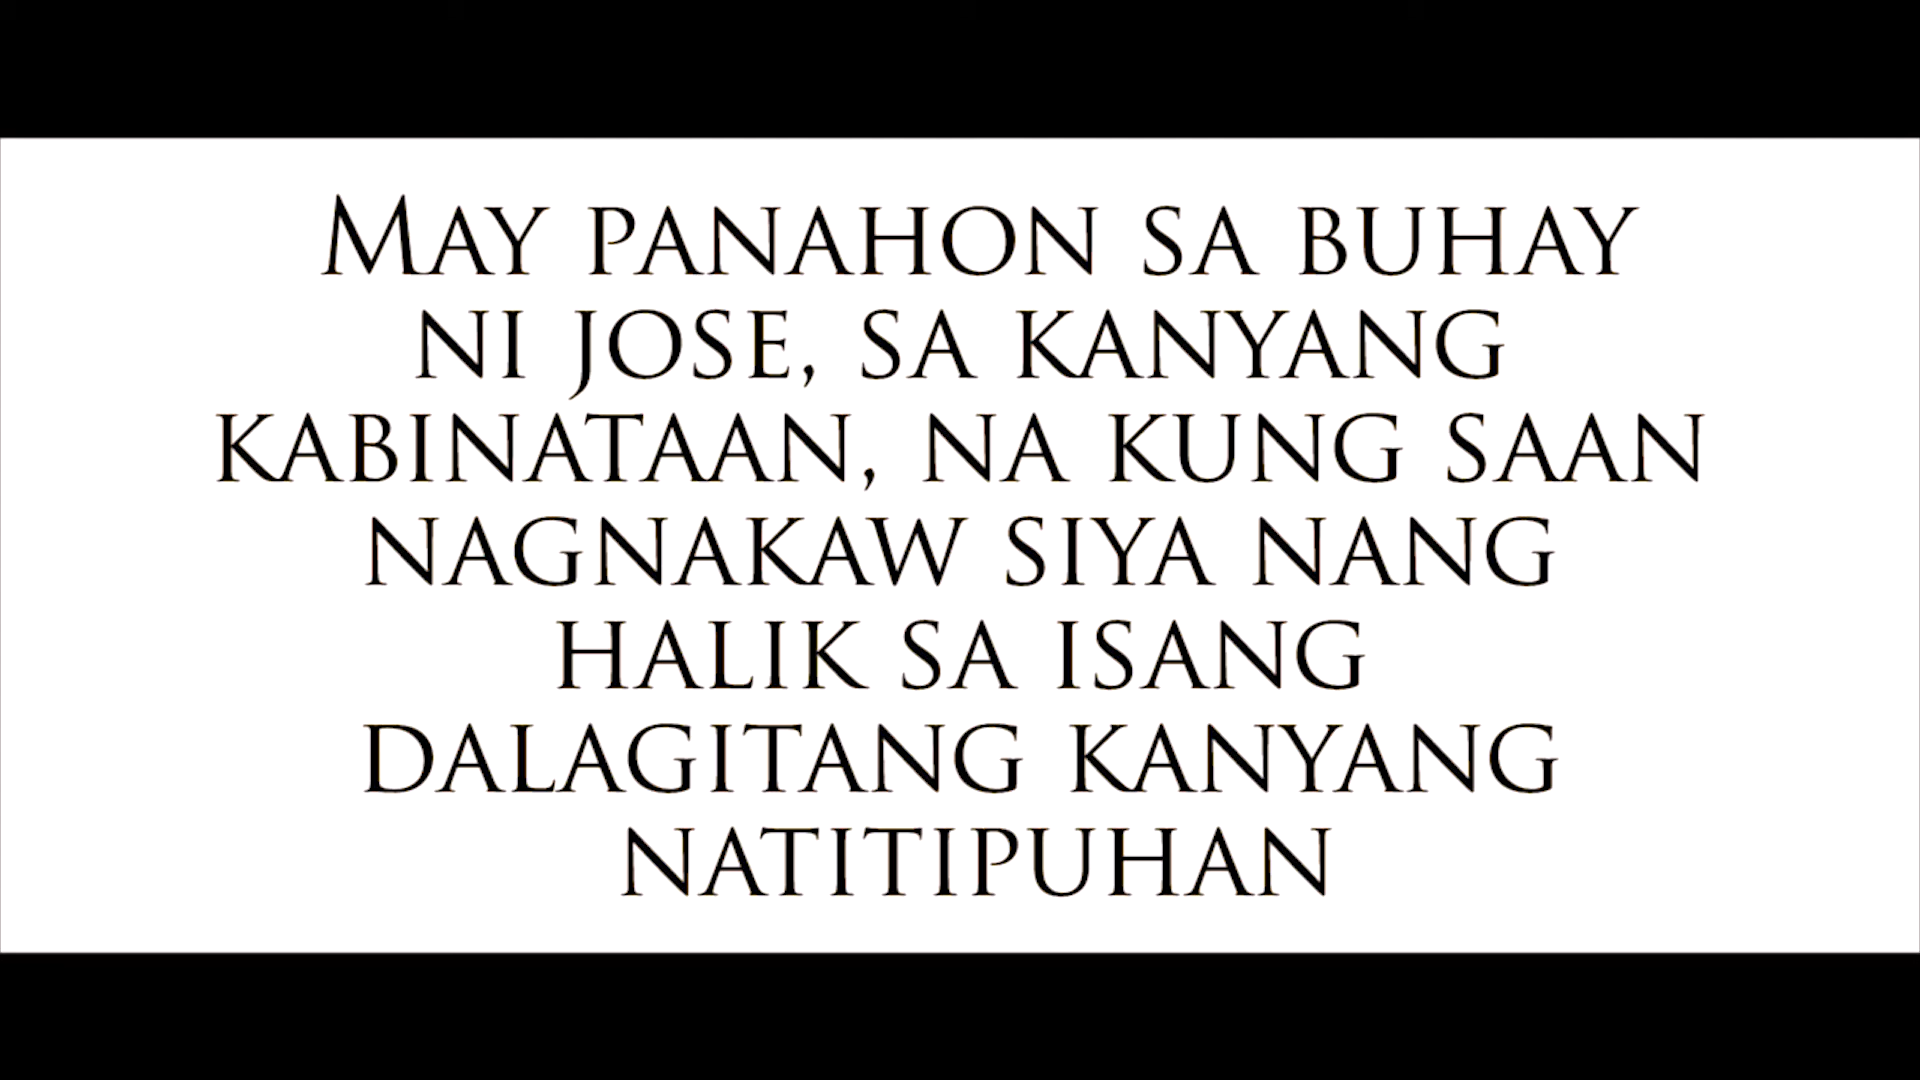 May panahon sa buhay
ni jose, sa kanyang
kabinataan, na kung saan
nagnakaw siya nang
halik sa isang
dalagitang kanyang
natitipuhan